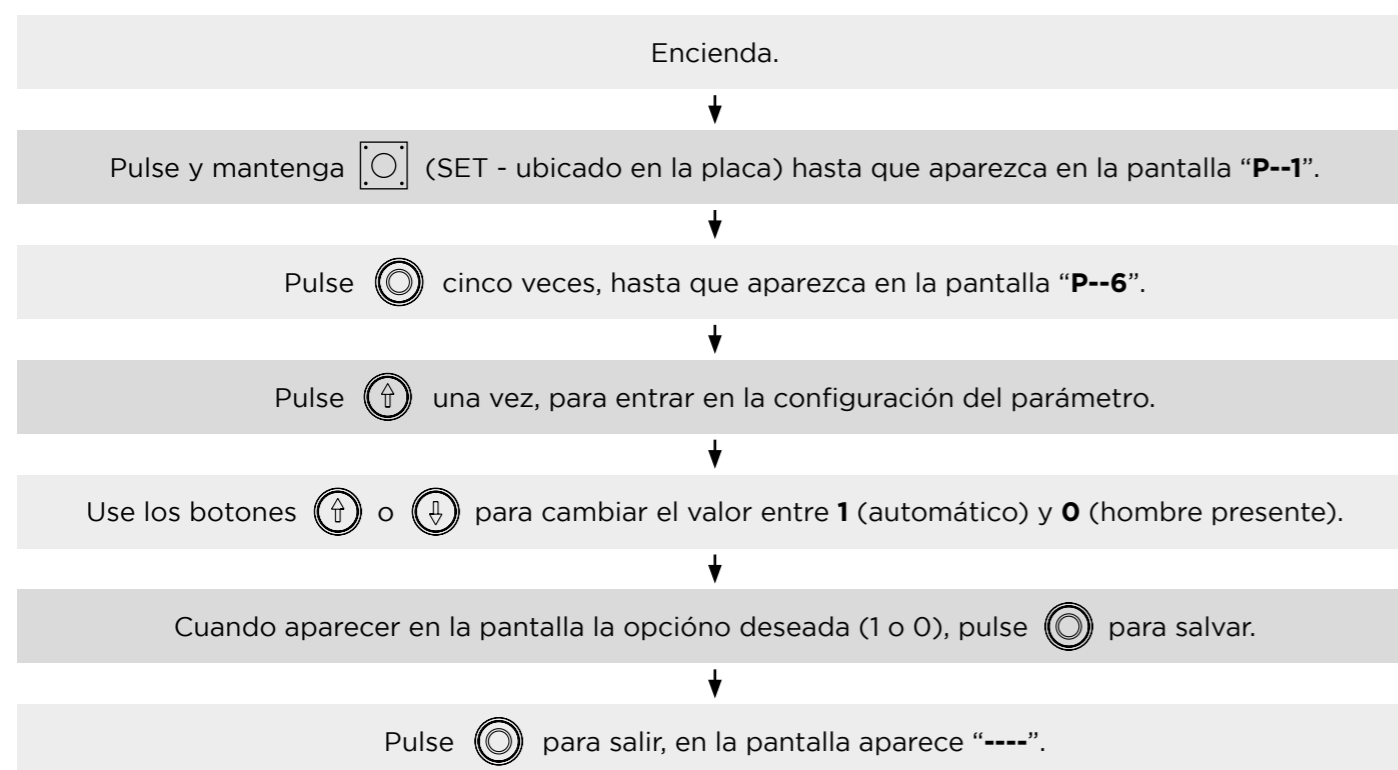 Encienda.
Pulse y mantenga (SET - ubicado en la placa) hasta que aparezca en la pantalla “P--1”.
Pulse cinco veces, hasta que aparezca en la pantalla “P--6”.
Pulse una vez, para entrar en la configuración del parámetro.
Use los botones o para cambiar el valor entre 1 (automático) y 0 (hombre presente).
Cuando aparecer en la pantalla la opcióno deseada (1 o 0), pulse para salvar.
Pulse para salir, en la pantalla aparece “----”.